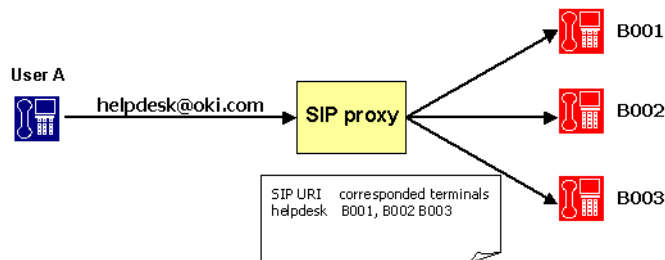 B001
User A
helpdesk@oki.com
SIP proxy
B002
SIP URI corresponded terminals
helpdesk B001, B002 B003
B003